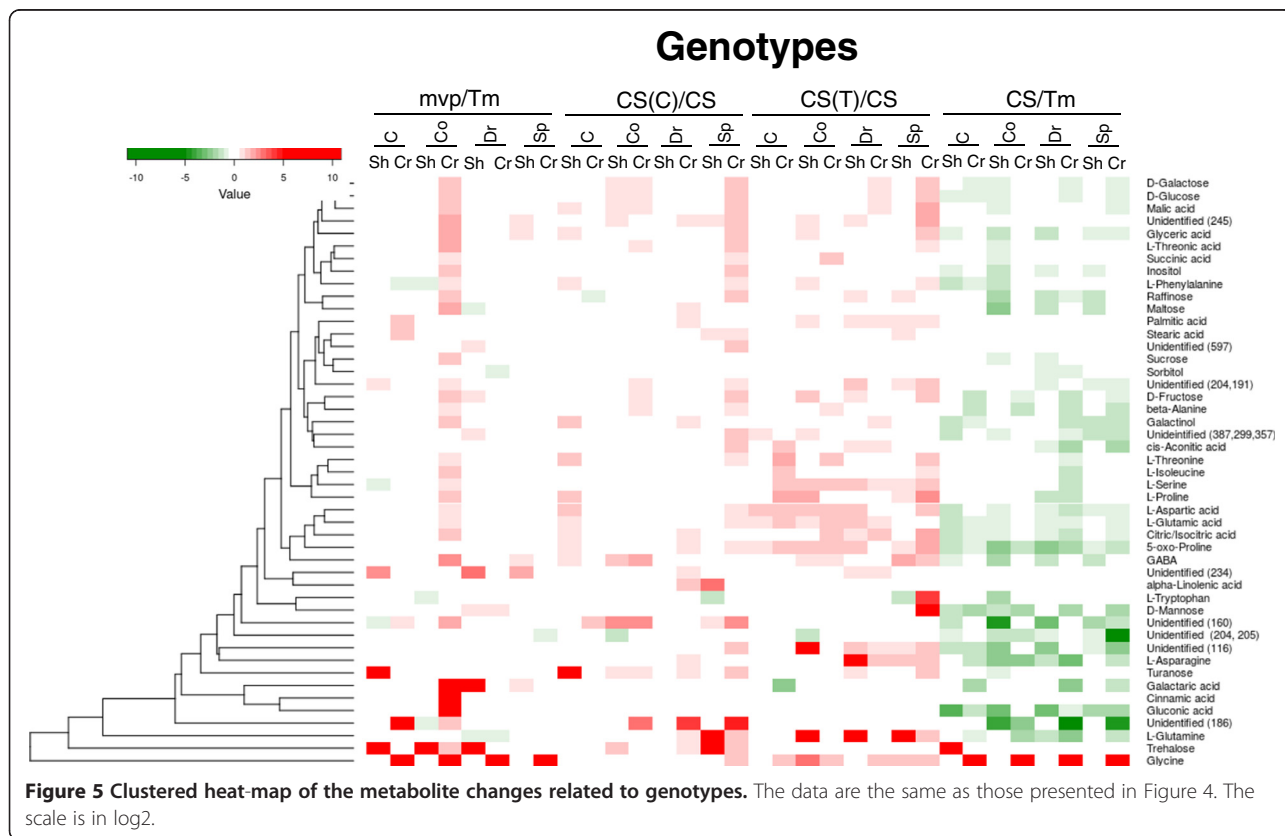 Genotypes
mvp/Tm CS(C)/CS CS(T)/CS CS/Tm
C Co Dr Sp C Co Dr Sp C Co Dr Sp C Co Dr Sp
Sh Cr Sh Cr Sh Cr Sh Cr Sh Cr Sh Cr Sh Cr Sh Cr Sh Cr Sh Cr Sh Cr Sh Cr Sh Cr Sh Cr Sh Cr Sh Cr
-10 -5 0 5 10
Value
D-Galactose
D-Glucose
Malic acid
Unidentified (245)
Glyceric acid
L-Threonic acid
Succinic acid
Inositol
L-Phenylalanine
Raffinose
Maltose
Palmitic acid
Stearic acid
Unidentified (597)
Sucrose
Sorbitol
Unidentified (204,191)
D-Fructose
beta-Alanine
Galactinol
Unideintified (387,299,357)
cis-Aconitic acid
L-Threonine
L-Isoleucine
L-Serine
L-Proline
L-Aspartic acid
L-Glutamic acid
Citric/Isocitric acid
5-oxo-Proline
GABA
Unidentified (234)
alpha-Linolenic acid
L-Tryptophan
D-Mannose
Unidentified (160)
Unidentified (204, 205)
Unidentified (116)
L-Asparagine
Turanose
Galactaric acid
Cinnamic acid
Gluconic acid
Unidentified (186)
L-Glutamine
Trehalose
Glycine
Figure 5 Clustered heat-map of the metabolite changes related to genotypes. The data are the same as those presented in Figure 4. The
scale is in log2.